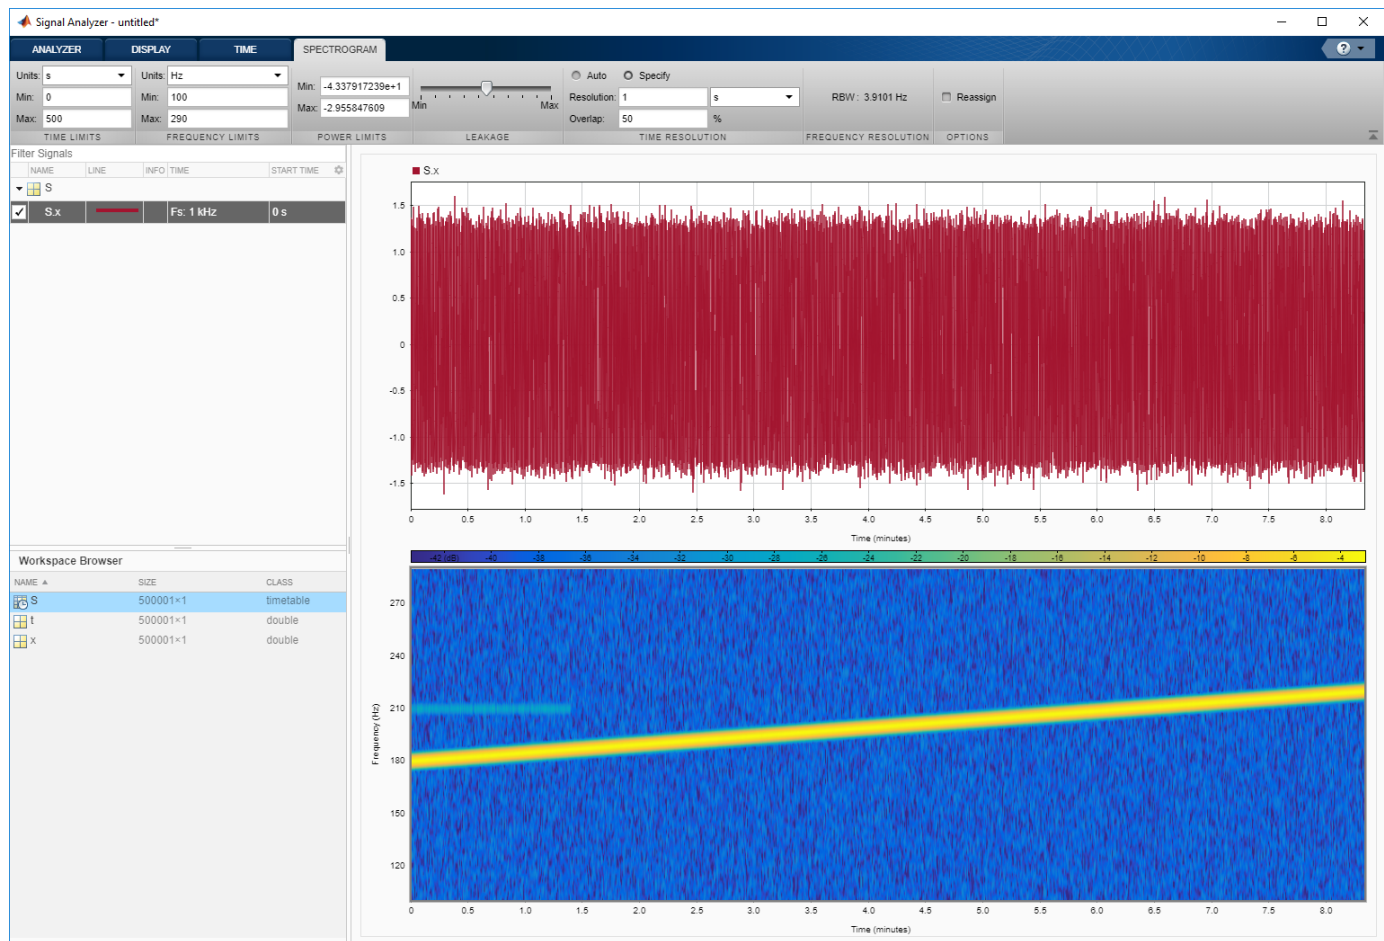 Signal Analyzer - untitled*
ANALYZER DISPLAY TIME SPECTROGRAM ?
Units: s Units: Hz Min: -4.337917239e+1 Auto Specify
Min: 0 Min: 100 Max: -2.955847609 Min Max Resolution: 1 s RBW : 3.9101 Hz Reassign
Max: 500 Max: 290 Overlap: 50 %
TIME LIMITS FREQUENCY LIMITS POWER LIMITS LEAKAGE TIME RESOLUTION FREQUENCY RESOLUTION OPTIONS
Filter Signals
NAME LINE INFO TIME START TIME
S
S.x Fs: 1 kHz 0 s
Workspace Browser
NAME SIZE CLASS
S 500001×1 timetable
t 500001×1 double
x 500001×1 double
S.x
1.5
1.0
0.5
0
-0.5
-1.0
-1.5
0 0.5 1.0 1.5 2.0 2.5 3.0 3.5 4.0 4.5 5.0 5.5 6.0 6.5 7.0 7.5 8.0
Time (minutes)
-42 (dB) -40 -38 -36 -34 -32 -30 -28 -26 -24 -22 -20 -18 -16 -14 -12 -10 -8 -6 -4
Frequency (Hz)
270
240
210
180
150
120
0 0.5 1.0 1.5 2.0 2.5 3.0 3.5 4.0 4.5 5.0 5.5 6.0 6.5 7.0 7.5 8.0
Time (minutes)